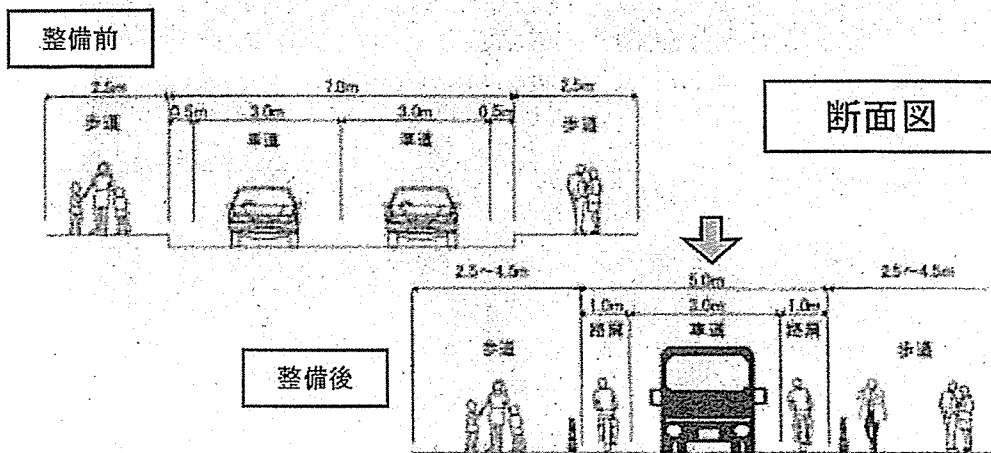 整備前
2.5m 7.0m 2.5m
歩道 0.5m 3.0m 3.0m 0.5m 歩道
車道 車道
断面図
2.5～4.5m 5.0m 2.5～4.5m
1.0m 3.0m 1.0m
歩道 路肩 車道 路肩 歩道
整備後